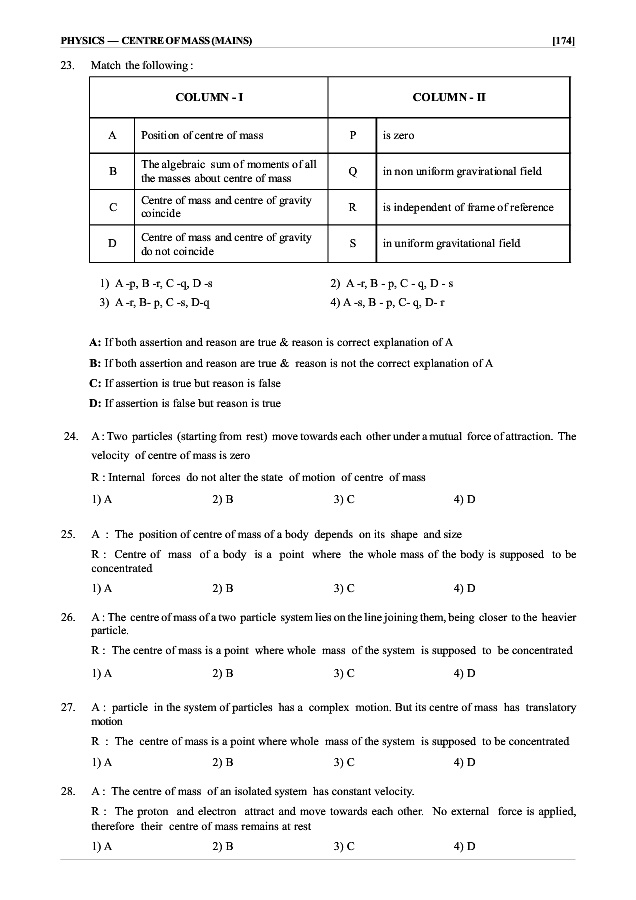 PHYSICS — CENTRE OF MASS (MAINS) [174]
23. Match the following :
COLUMN - I COLUMN - II
A Position of centre of mass P is zero
B The algebraic sum of moments of all the masses about centre of mass Q in non uniform gravirational field
C Centre of mass and centre of gravity coincide R is independent of frame of reference
D Centre of mass and centre of gravity do not coincide S in uniform gravitational field
1) A -p, B -r, C -q, D -s 2) A -r, B - p, C - q, D - s
3) A -r, B- p, C -s, D-q 4) A -s, B - p, C- q, D- r
A: If both assertion and reason are true & reason is correct explanation of A
B: If both assertion and reason are true & reason is not the correct explanation of A
C: If assertion is true but reason is false
D: If assertion is false but reason is true
24. A : Two particles (starting from rest) move towards each other under a mutual force of attraction. The
velocity of centre of mass is zero
R : Internal forces do not alter the state of motion of centre of mass
1) A 2) B 3) C 4) D
25. A : The position of centre of mass of a body depends on its shape and size
R : Centre of mass of a body is a point where the whole mass of the body is supposed to be
concentrated
1) A 2) B 3) C 4) D
26. A : The centre of mass of a two particle system lies on the line joining them, being closer to the heavier
particle.
R : The centre of mass is a point where whole mass of the system is supposed to be concentrated
1) A 2) B 3) C 4) D
27. A : particle in the system of particles has a complex motion. But its centre of mass has translatory
motion
R : The centre of mass is a point where whole mass of the system is supposed to be concentrated
1) A 2) B 3) C 4) D
28. A : The centre of mass of an isolated system has constant velocity.
R : The proton and electron attract and move towards each other. No external force is applied,
therefore their centre of mass remains at rest
1) A 2) B 3) C 4) D